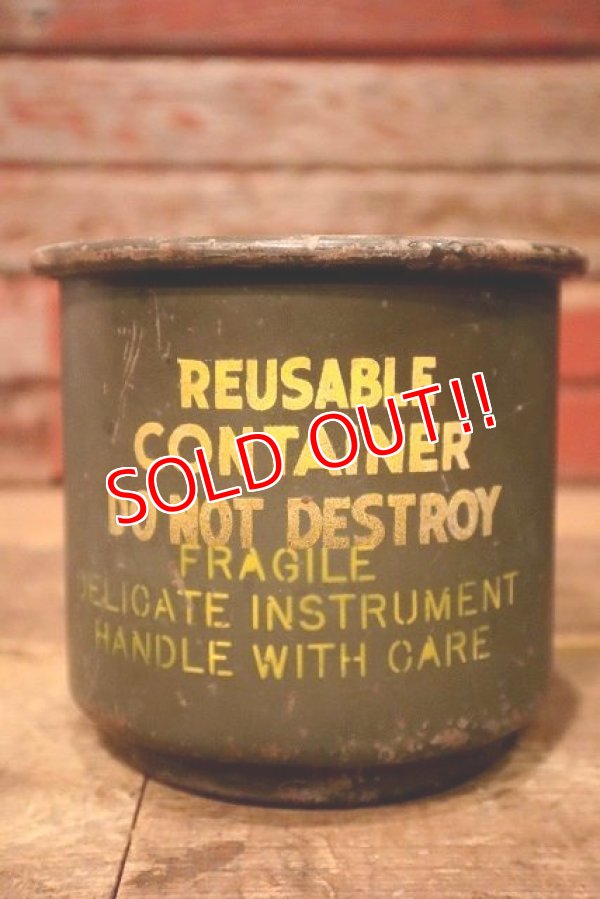 REUSABLE
CONTAINER
DO NOT DESTROY
SOLD OUT!!
FRAGILE
DELICATE INSTRUMENT
HANDLE WITH CARE